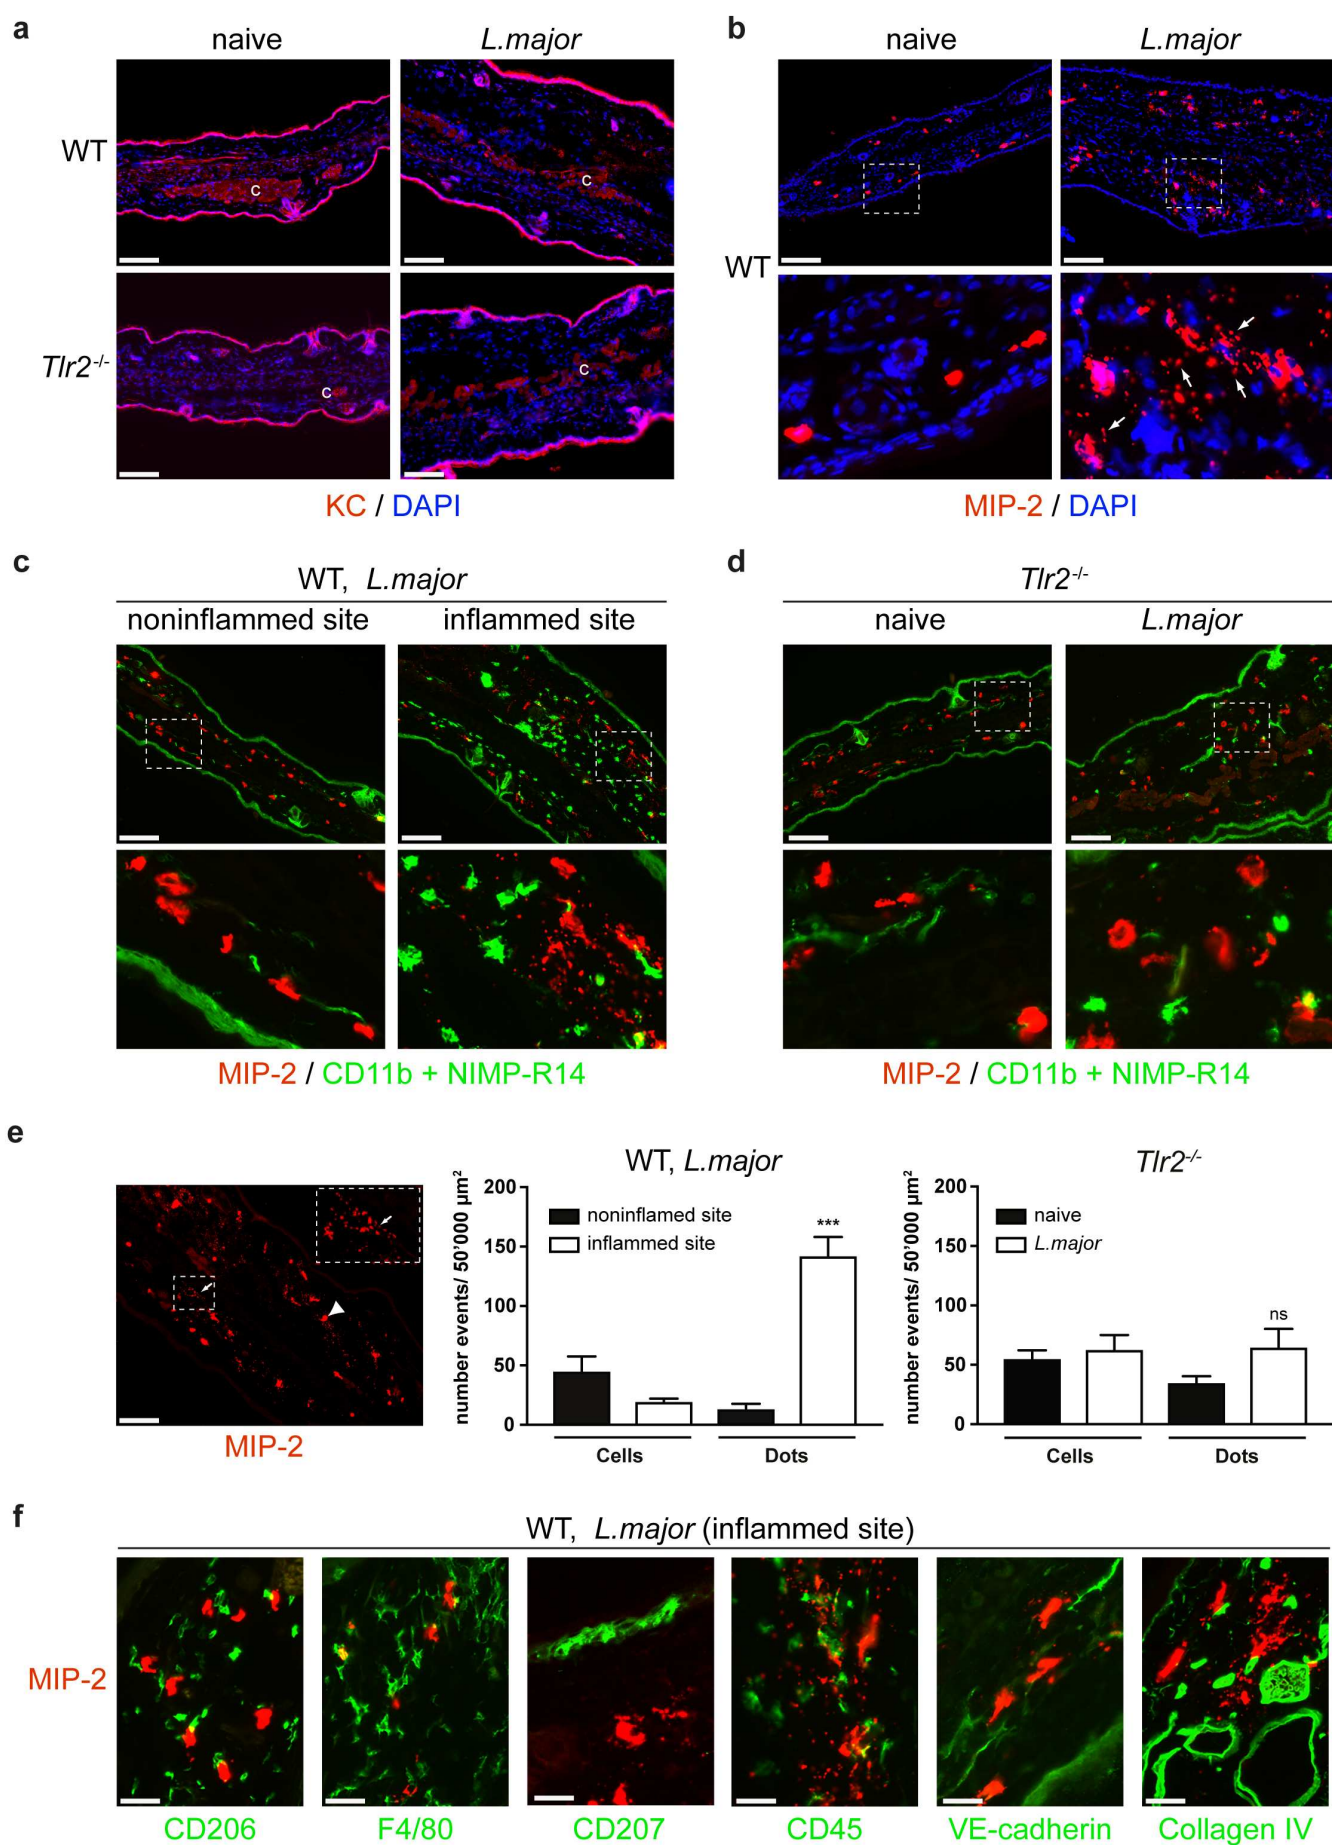 a
naive
L.major
WT
c
c
Tlr2-/-
c
c
KC / DAPI
b
naive
L.major
WT
MIP-2 / DAPI
c
WT, L.major
noninflammed site
inflammed site
MIP-2 / CD11b + NIMP-R14
d
Tlr2-/-
naive
L.major
MIP-2 / CD11b + NIMP-R14
e
MIP-2
WT, L.major
number events/ 50'000 µm²
200
150
100
50
0
noninflamed site
inflammed site
***
Cells
Dots
Tlr2-/-
number events/ 50'000 µm²
200
150
100
50
0
naive
L.major
ns
Cells
Dots
f
WT, L.major (inflammed site)
MIP-2
CD206
F4/80
CD207
CD45
VE-cadherin
Collagen IV